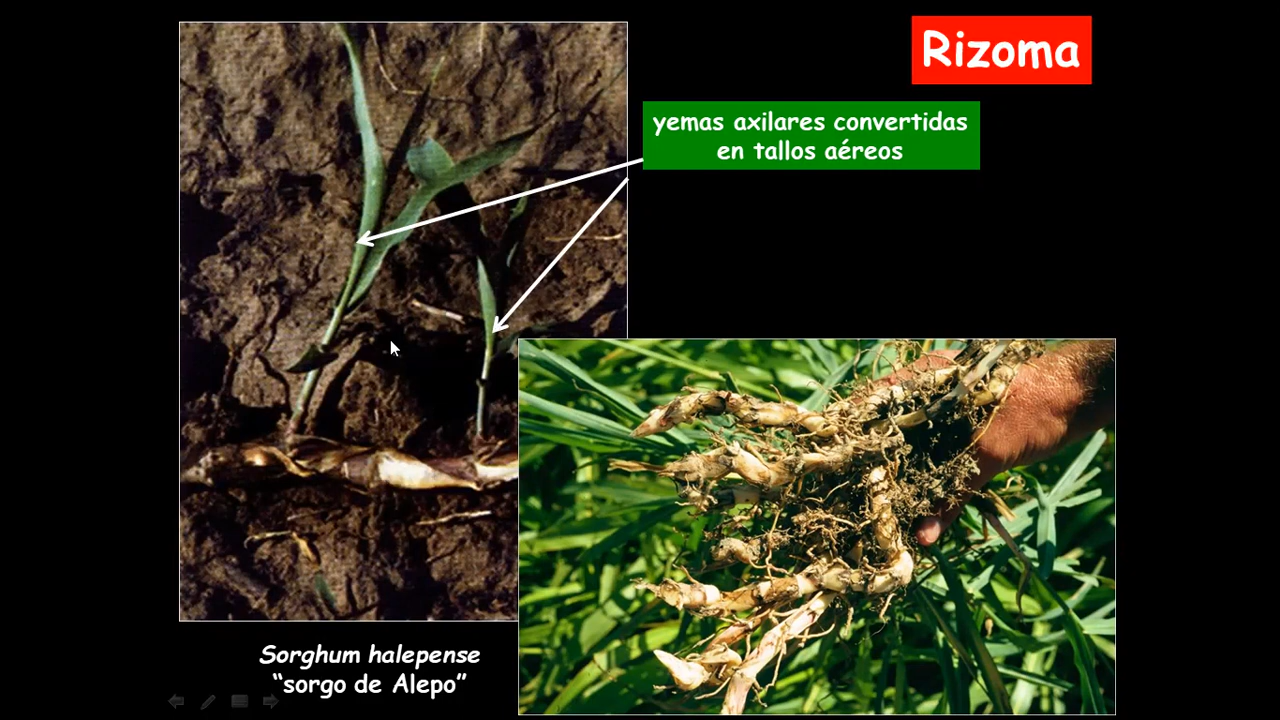 Rizoma
yemas axilares convertidas
en tallos aéreos
Sorghum halepense
“sorgo de Alepo”